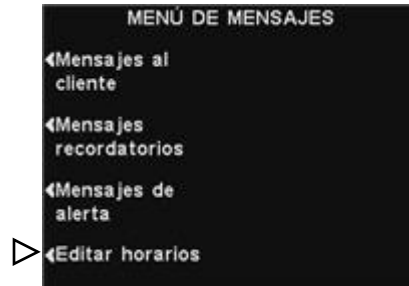 MENÚ DE MENSAJES
Mensajes al
cliente
Mensajes
recordatorios
Mensajes de
alerta
Editar horarios